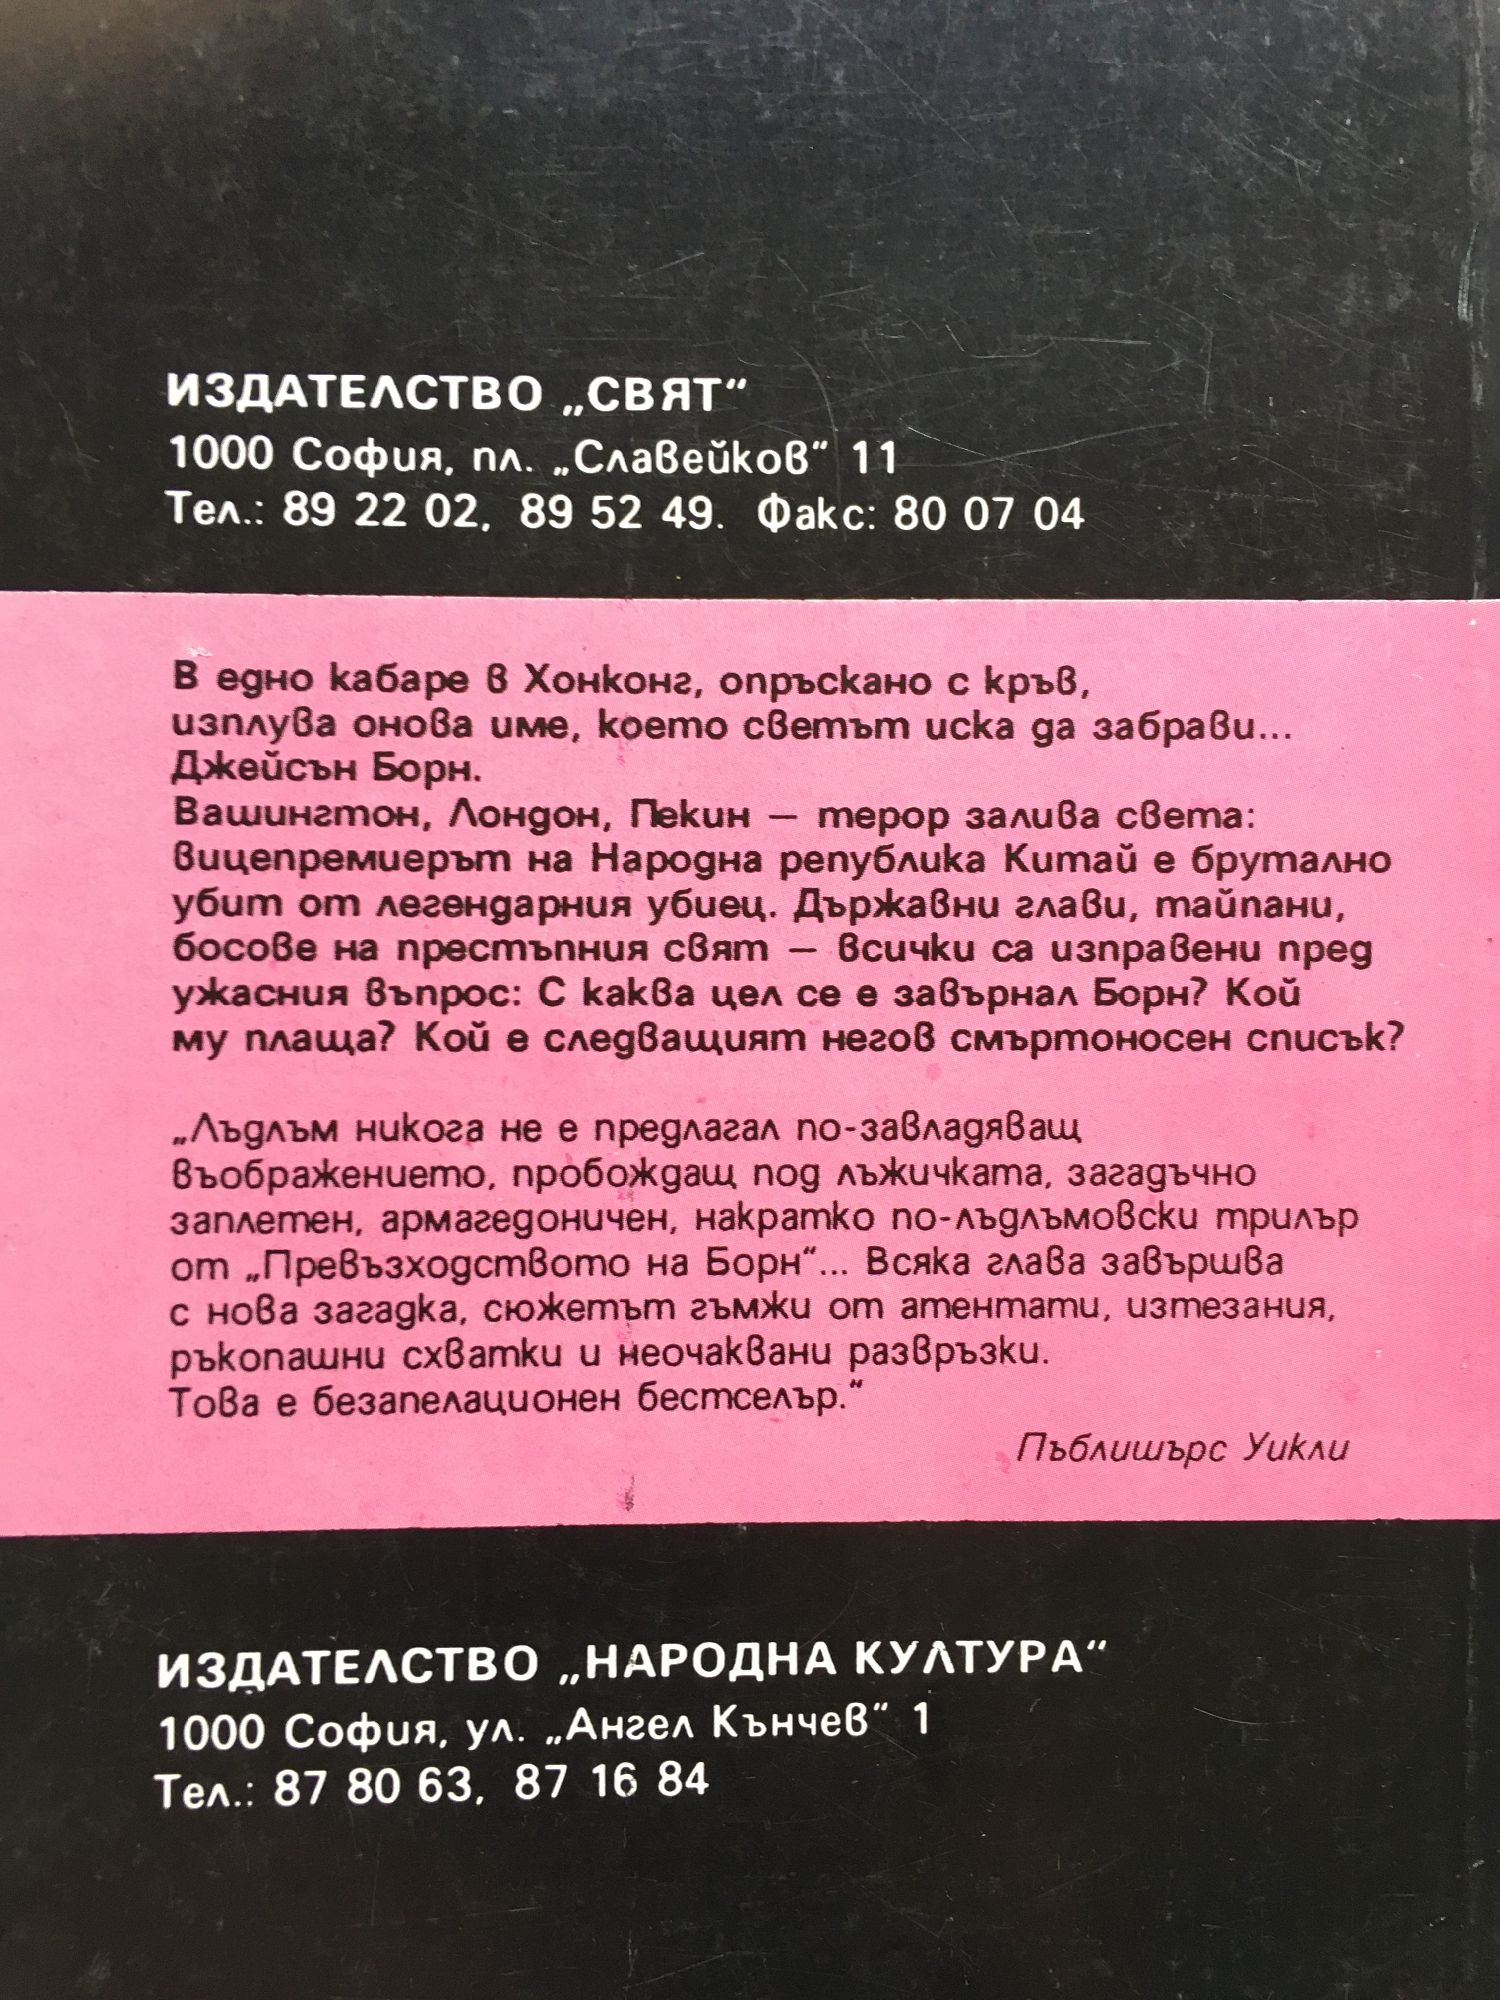 ИЗДАТЕЛСТВО „СВЯТ“
1000 София, пл. „Славейков“ 11
Тел.: 89 22 02, 89 52 49. Факс: 80 07 04
В едно кабаре в Хонконг, опръскано с кръв,
изплува онова име, което светът иска да забрави...
Джейсън Борн.
Вашингтон, Лондон, Пекин — терор залива света:
вицепремиерът на Народна република Китай е брутално
убит от легендарния убиец. Държавни глави, тайпани,
босове на престъпния свят — всички са изправени пред
ужасния въпрос: С каква цел се е завърнал Борн? Кой
му плаща? Кой е следващият негов смъртоносен списък?
„Лъдлъм никога не е предлагал по-завладяващ
въображението, пробождащ под лъжичката, загадъчно
заплетен, армагедоничен, накратко по-лъдлъмовски трилър
от „Превъзходството на Борн“... Всяка глава завършва
с нова загадка, сюжетът гъмжи от атентати, изтезания,
ръкопашни схватки и неочаквани развръзки.
Това е безапелационен бестселър.“
Пъблишърс Уикли
ИЗДАТЕЛСТВО „НАРОДНА КУЛТУРА“
1000 София, ул. „Ангел Кънчев“ 1
Тел.: 87 80 63, 87 16 84